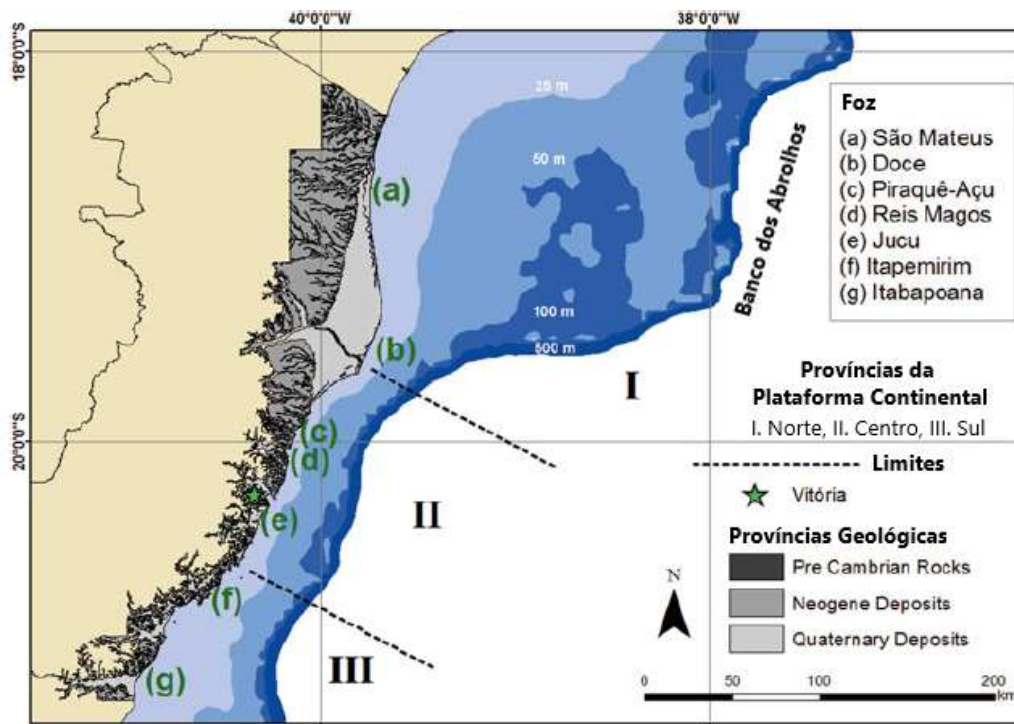 40°0'0"W
38°0'0"W
18°0'0"S
25 m
50 m
100 m
500 m
Banco dos Abrolhos
(a)
(b)
(c)
(d)
(e)
(f)
(g)
I
II
III
20°0'0"S
Foz
(a) São Mateus
(b) Doce
(c) Piraquê-Açu
(d) Reis Magos
(e) Jucu
(f) Itapemirim
(g) Itabapoana
Províncias da
Plataforma Continental
I. Norte, II. Centro, III. Sul
Limites
Vitória
Províncias Geológicas
Pre Cambrian Rocks
Neogene Deposits
Quaternary Deposits
N
0 50 100 200
km